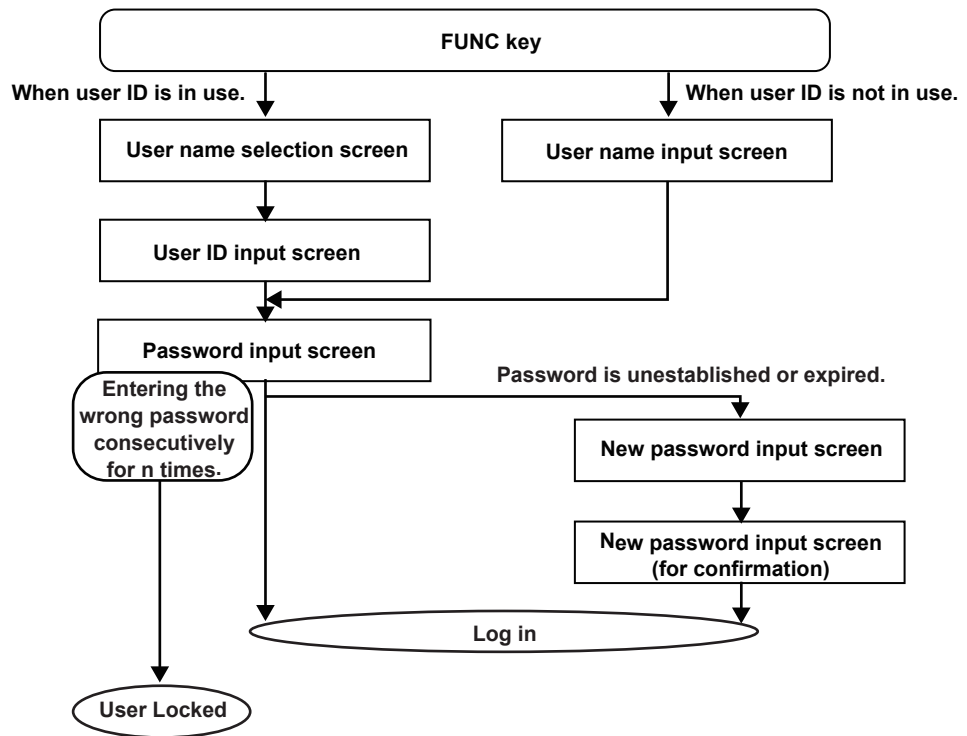 FUNC key
When user ID is in use.
When user ID is not in use.
User name selection screen
User name input screen
User ID input screen
Password input screen
Entering the
wrong password
consecutively
for n times.
Password is unestablished or expired.
New password input screen
New password input screen
(for confirmation)
Log in
User Locked